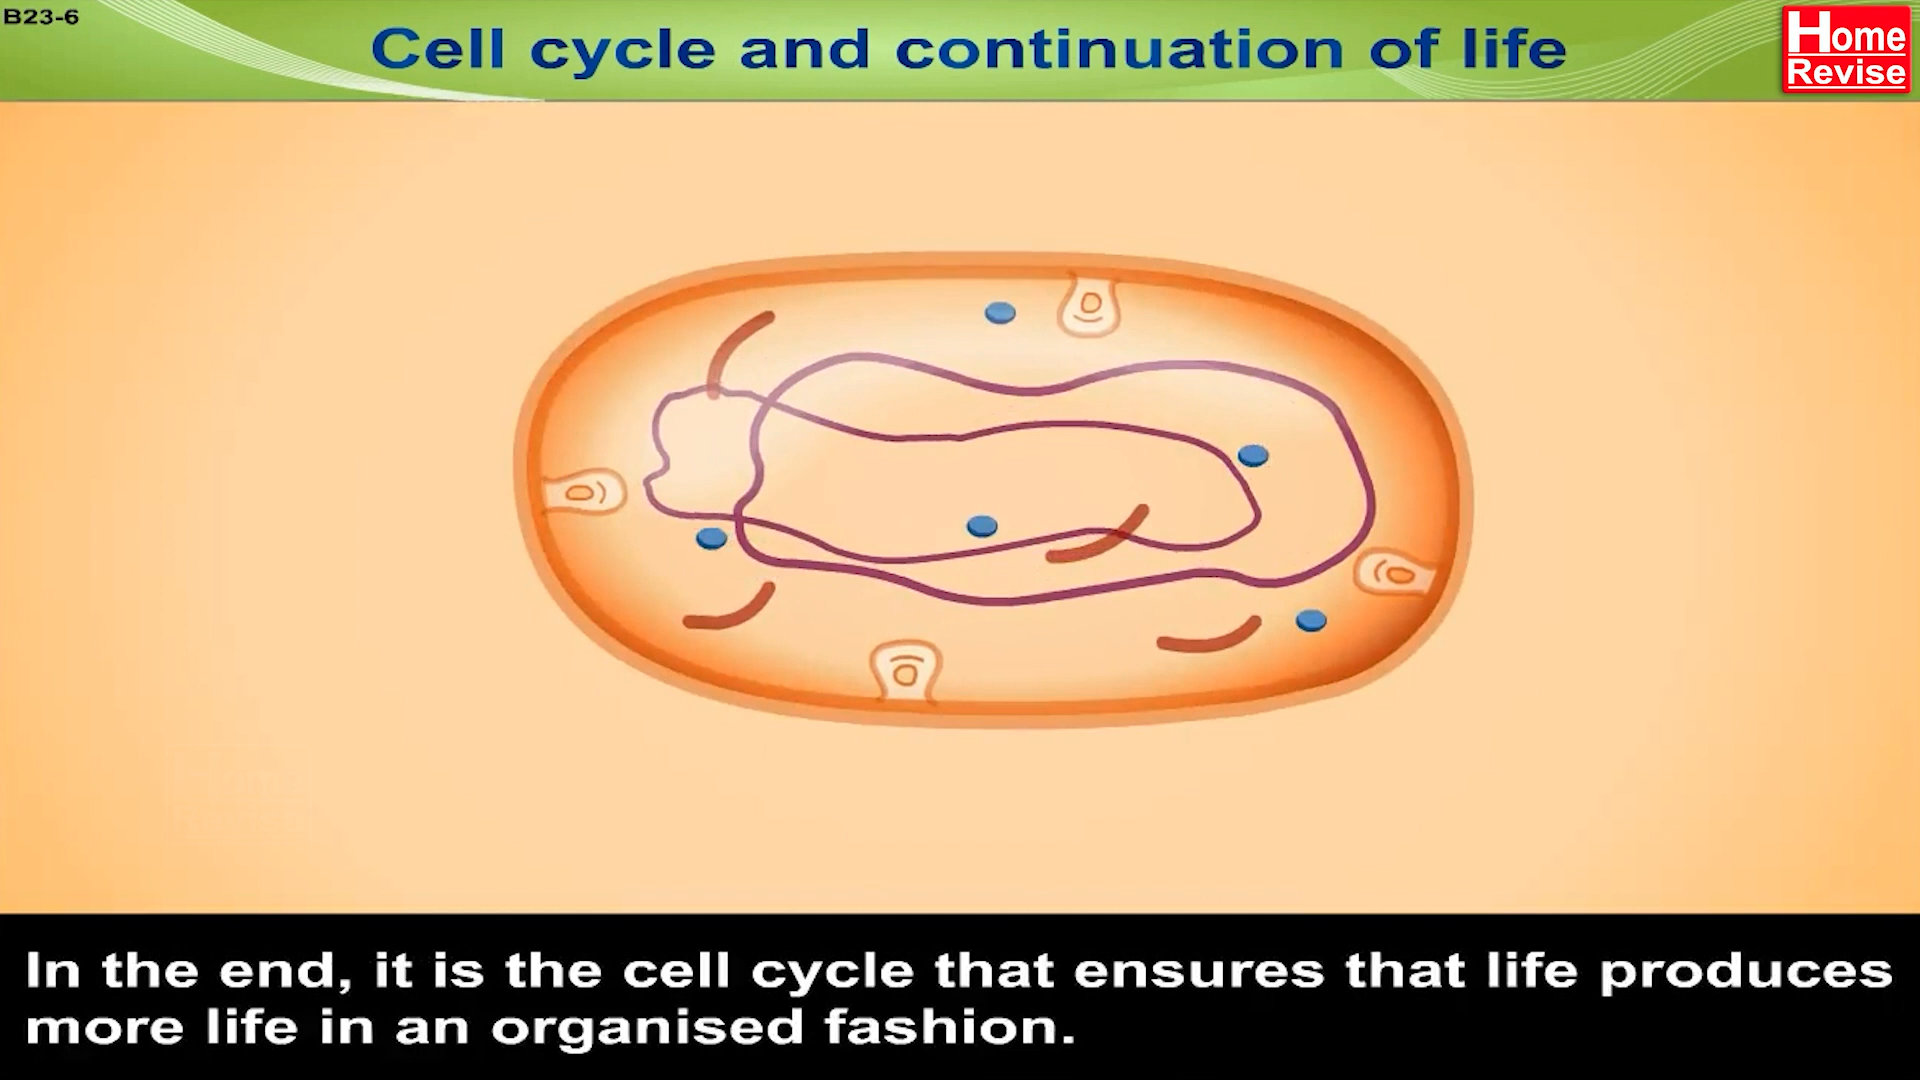 B23-6
Cell cycle and continuation of life
Home
Revise
In the end, it is the cell cycle that ensures that life produces
more life in an organised fashion.